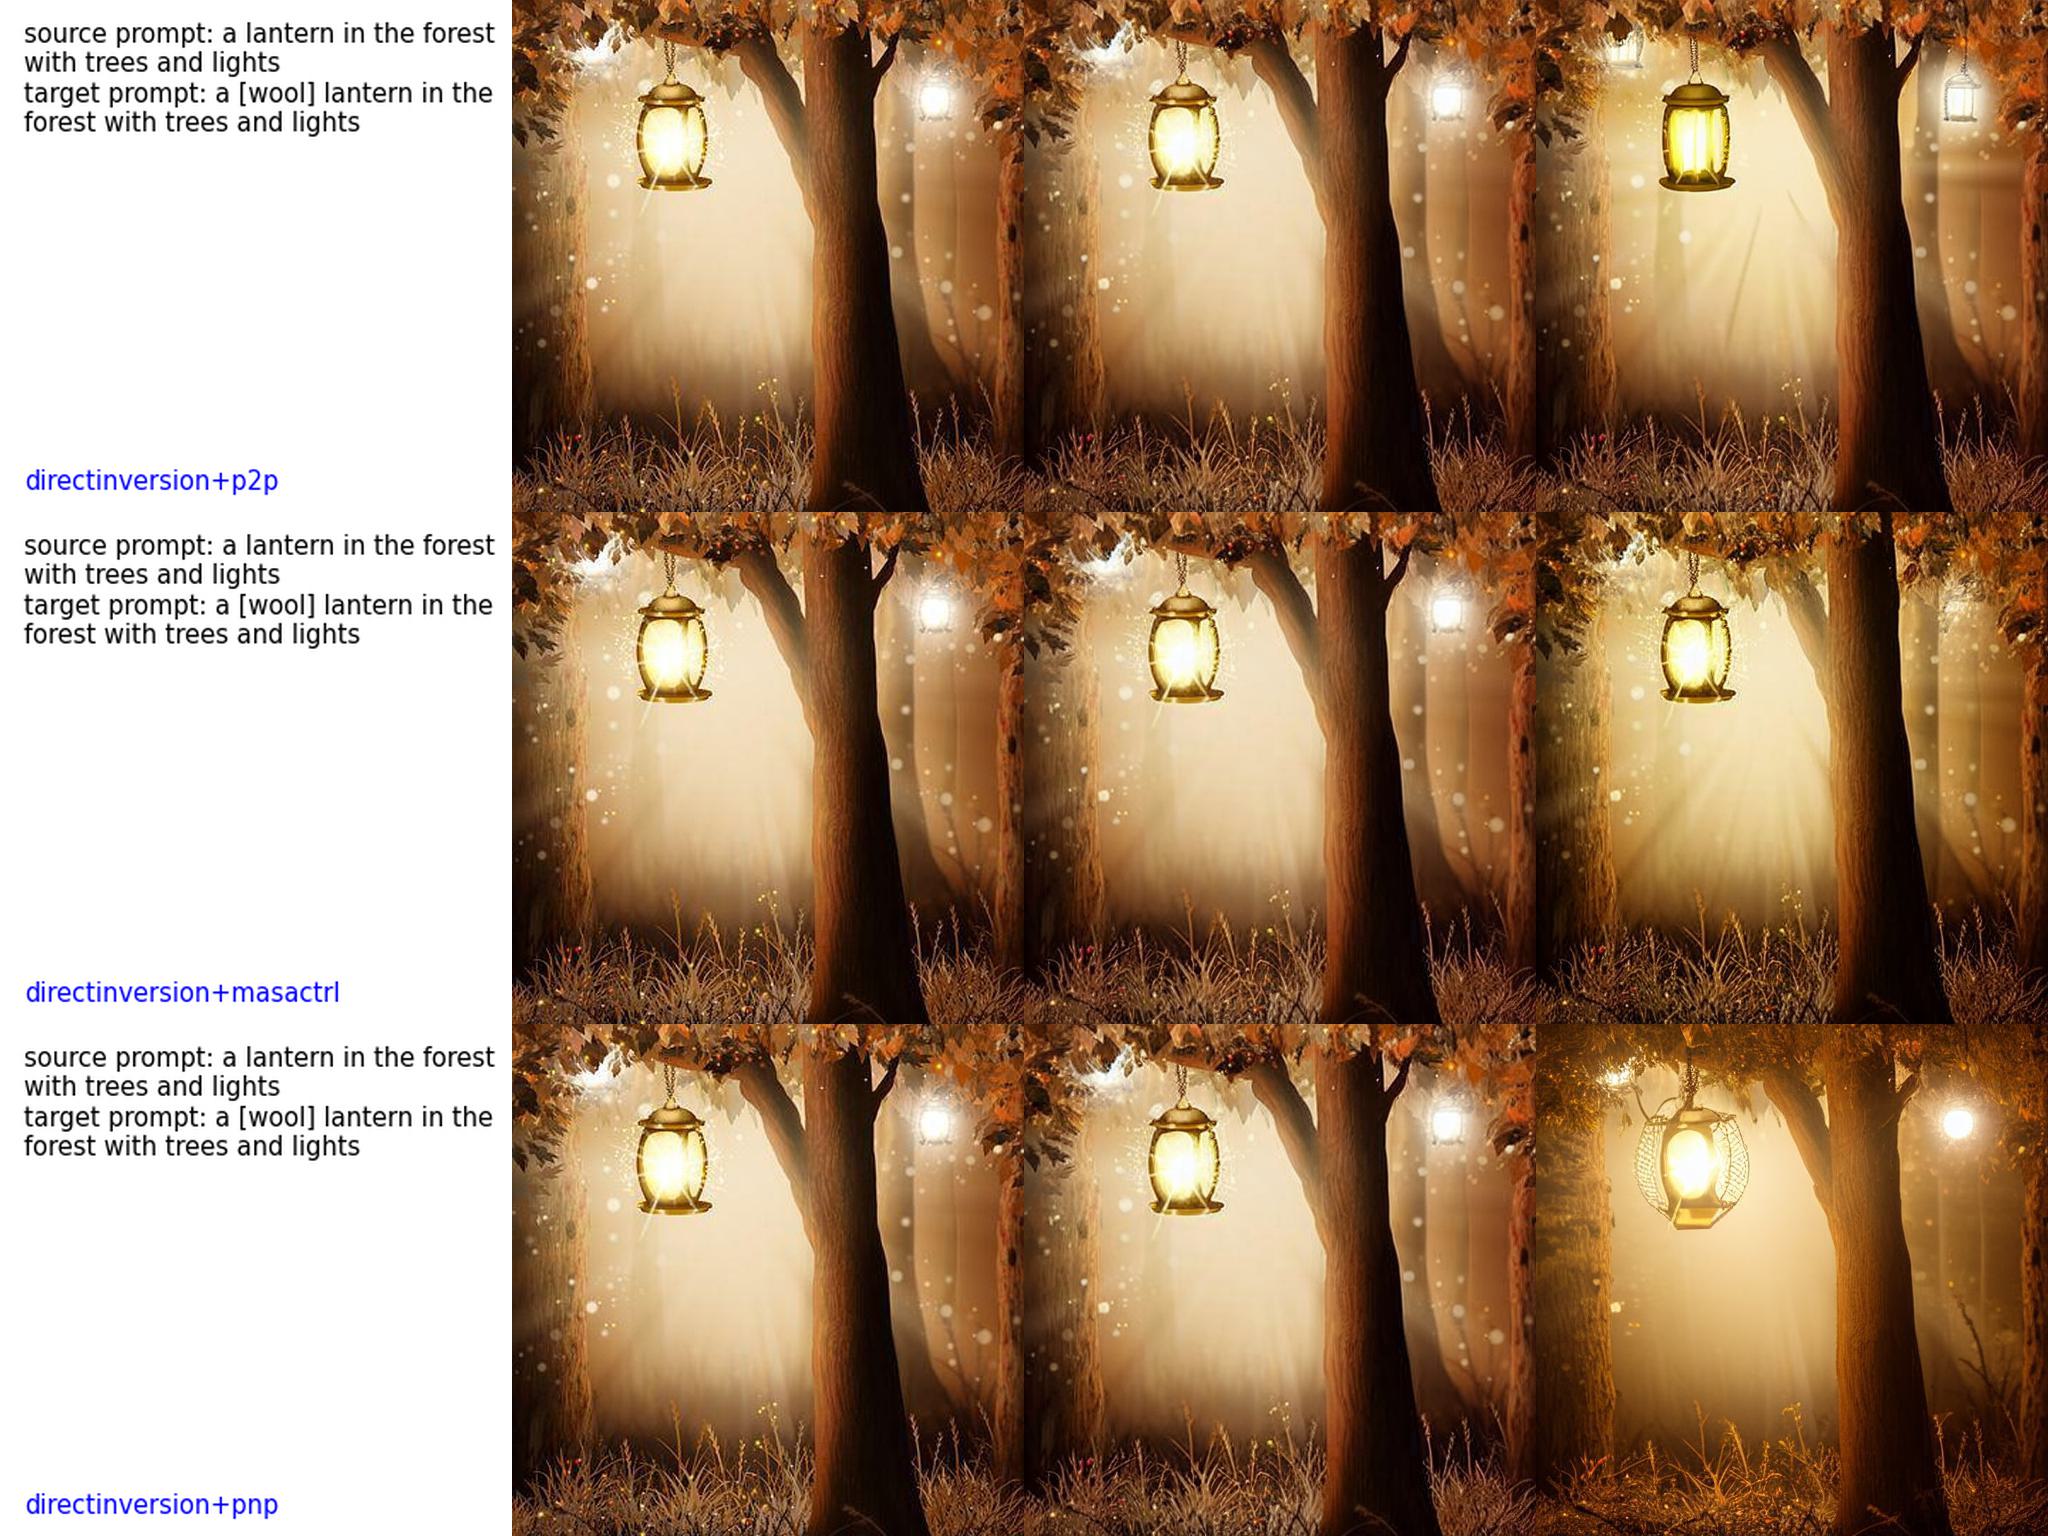 source prompt: a lantern in the forest
with trees and lights
target prompt: a [wool] lantern in the
forest with trees and lights
directinversion+p2p
source prompt: a lantern in the forest
with trees and lights
target prompt: a [wool] lantern in the
forest with trees and lights
directinversion+masactrl
source prompt: a lantern in the forest
with trees and lights
target prompt: a [wool] lantern in the
forest with trees and lights
directinversion+pnp